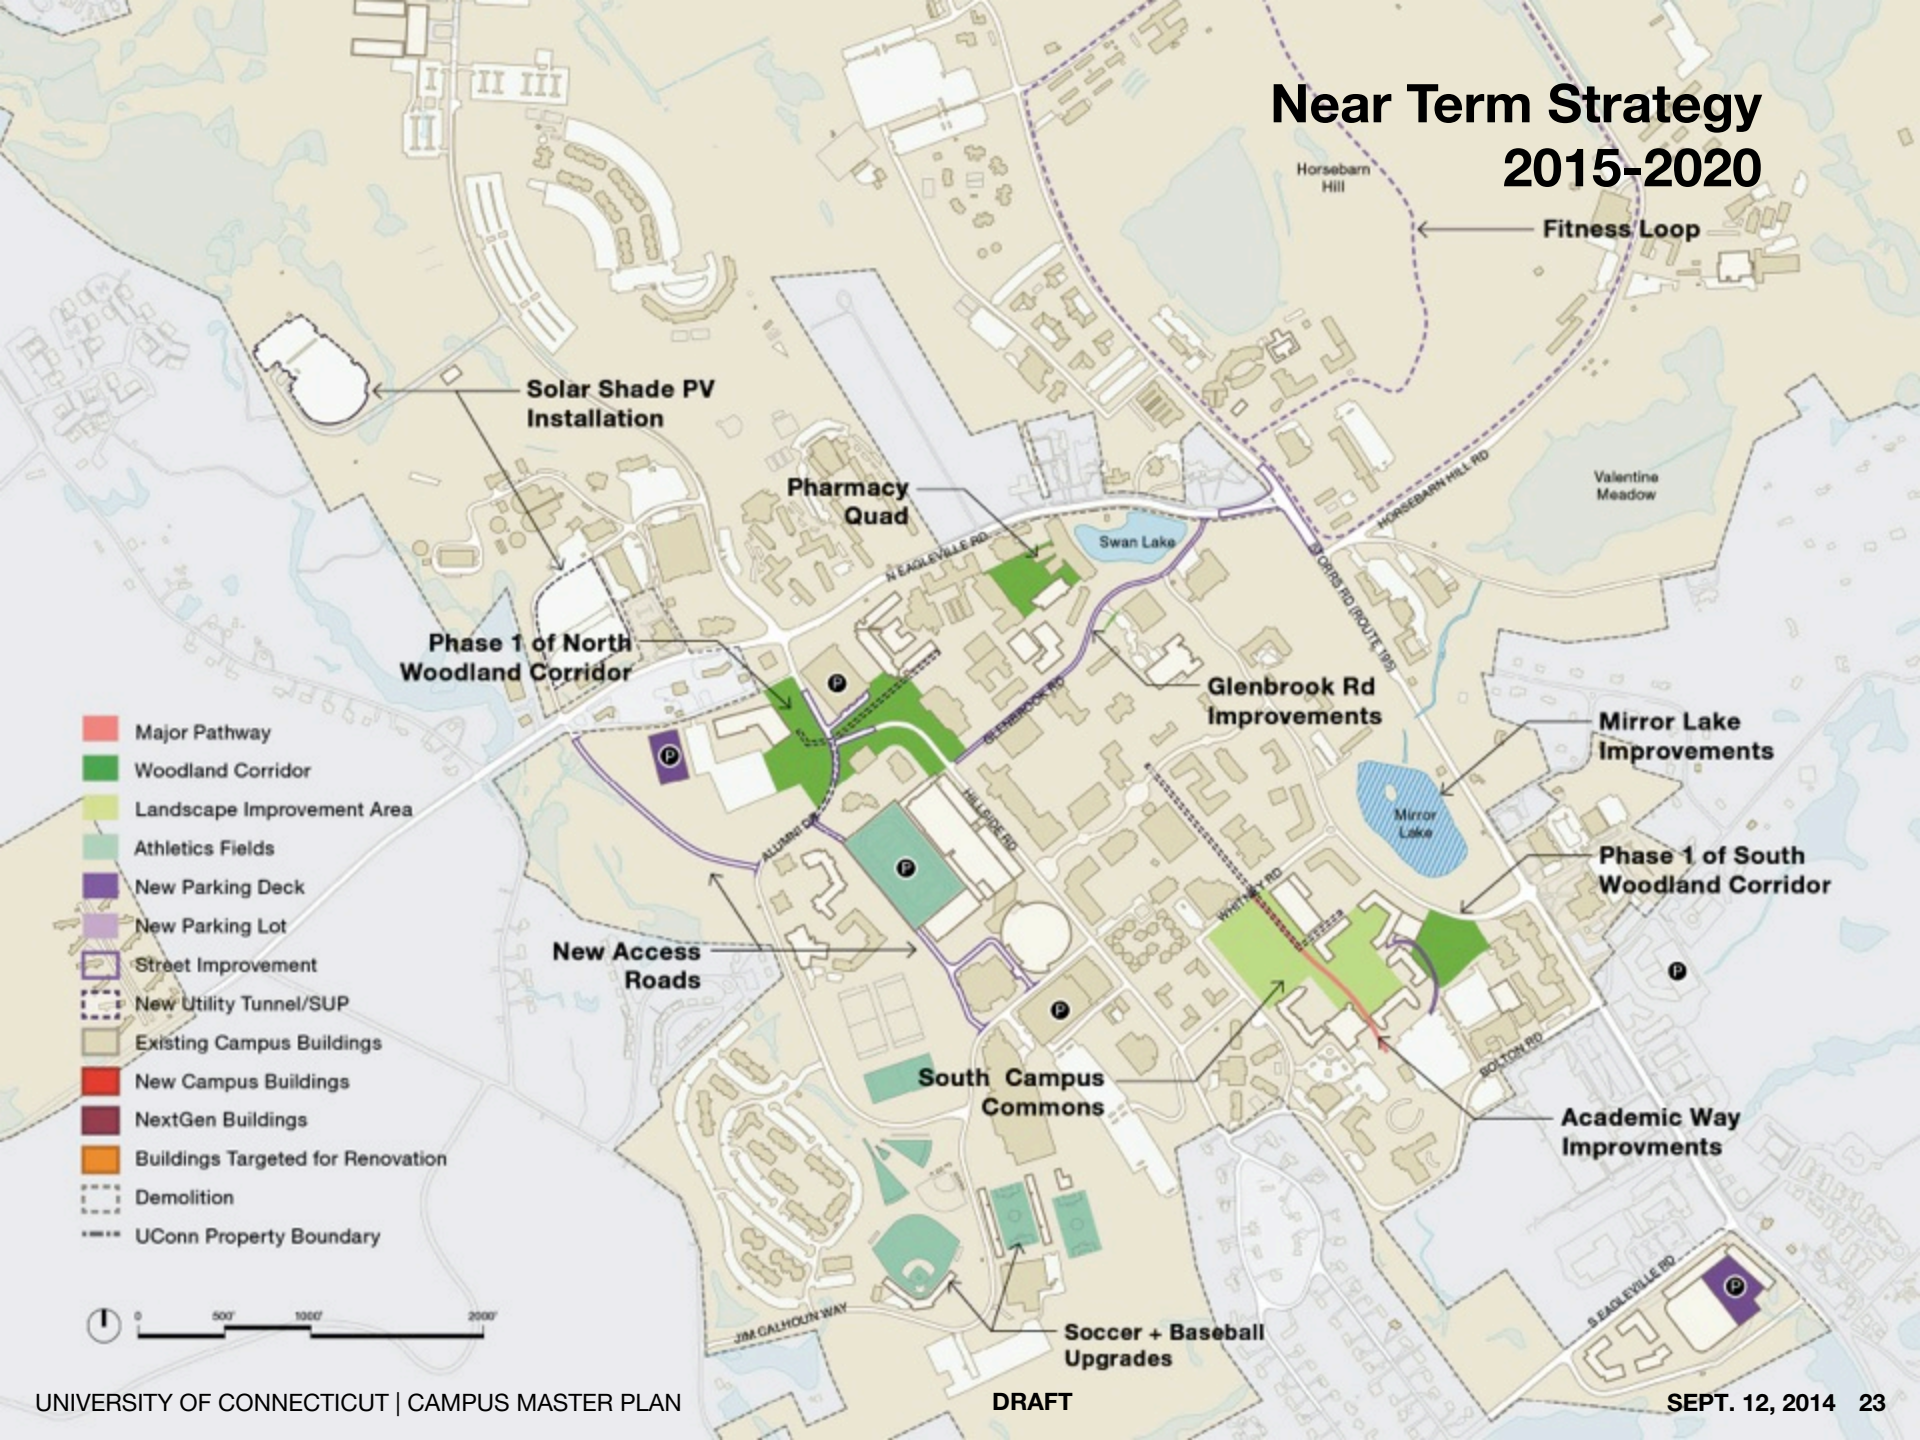 Near Term Strategy
2015-2020
Horsebarn
Hill
Fitness Loop
Solar Shade PV
Installation
HORSEBARN HILL RD
Valentine
Meadow
Pharmacy
Quad
N EAGLEVILLE RD
Swan Lake
STORRS RD (ROUTE 195)
Phase 1 of North
Woodland Corridor
P
Glenbrook Rd
Improvements
GLENBROOK RD
Mirror Lake
Improvements
P
Mirror
Lake
HILLSIDE RD
ALUMNI DR
P
Phase 1 of South
Woodland Corridor
WHITNEY RD
New Access
Roads
P
P
South Campus
Commons
BOLTON RD
Academic Way
Improvments
S EAGLEVILLE RD
P
JIM CALHOUN WAY
Soccer + Baseball
Upgrades
Major Pathway
Woodland Corridor
Landscape Improvement Area
Athletics Fields
New Parking Deck
New Parking Lot
Street Improvement
New Utility Tunnel/SUP
Existing Campus Buildings
New Campus Buildings
NextGen Buildings
Buildings Targeted for Renovation
Demolition
UConn Property Boundary
0 500' 1000' 2000'
UNIVERSITY OF CONNECTICUT | CAMPUS MASTER PLAN
DRAFT
SEPT. 12, 2014 23